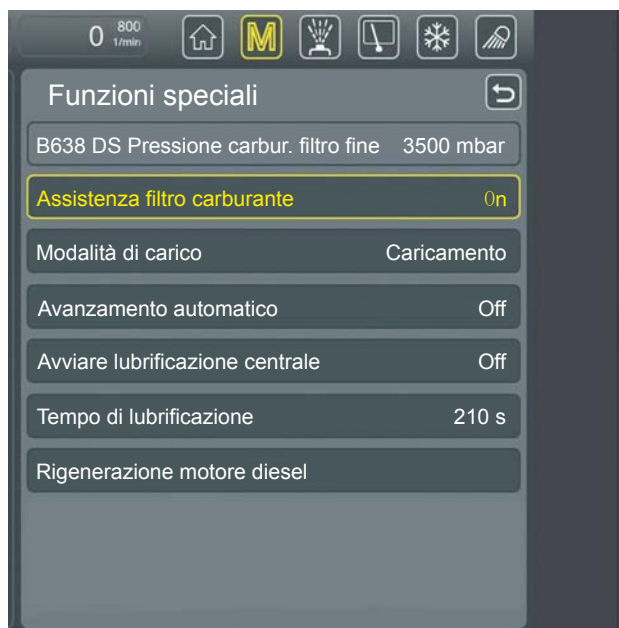 0 800 1/min M
Funzioni speciali
B638 DS Pressione carbur. filtro fine 3500 mbar
Assistenza filtro carburante 0n
Modalità di carico Caricamento
Avanzamento automatico Off
Avviare lubrificazione centrale Off
Tempo di lubrificazione 210 s
Rigenerazione motore diesel